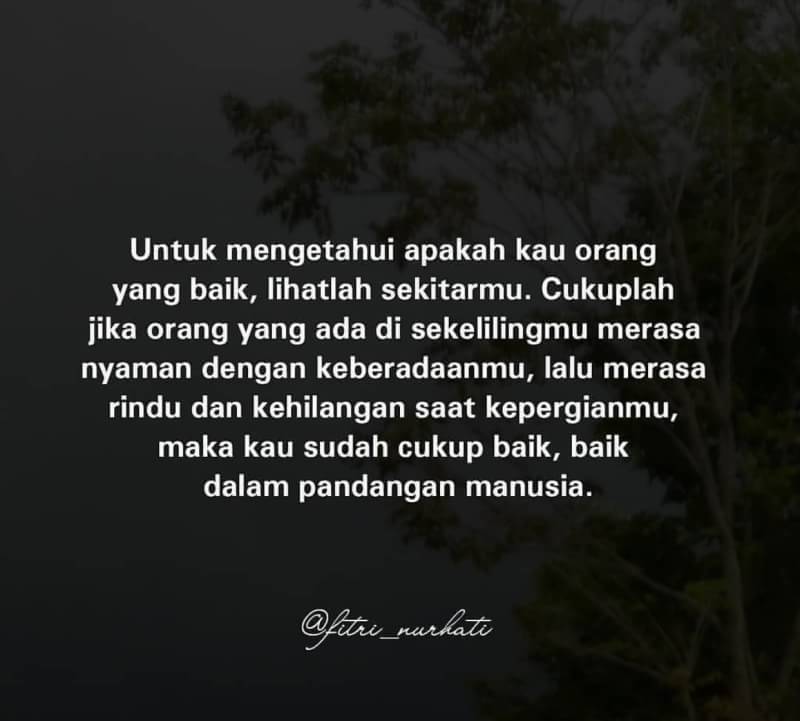 Untuk mengetahui apakah kau orang
yang baik, lihatlah sekitarmu. Cukuplah
jika orang yang ada di sekelilingmu merasa
nyaman dengan keberadaanmu, lalu merasa
rindu dan kehilangan saat kepergianmu,
maka kau sudah cukup baik, baik
dalam pandangan manusia.
@fitri_nurhati